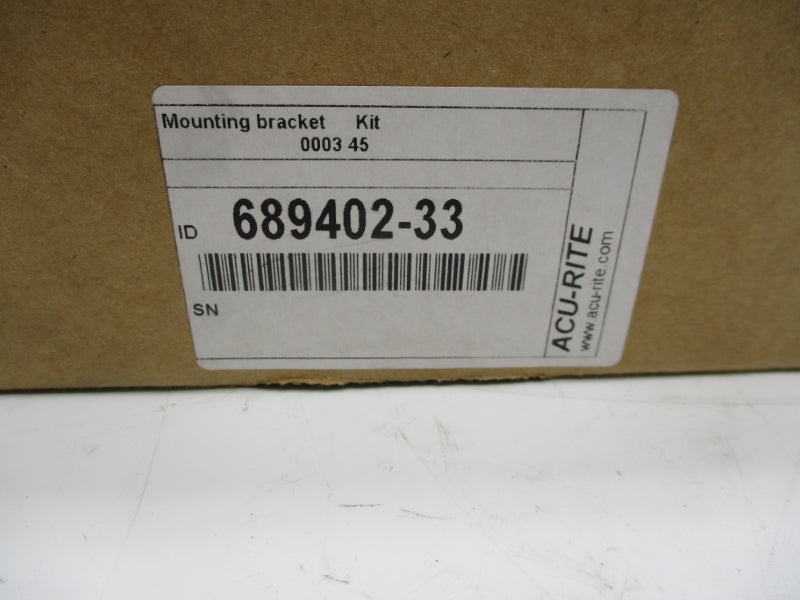 Mounting bracket Kit
0003 45
ID 689402-33
SN
ACU-RITE
www.acu-rite.com